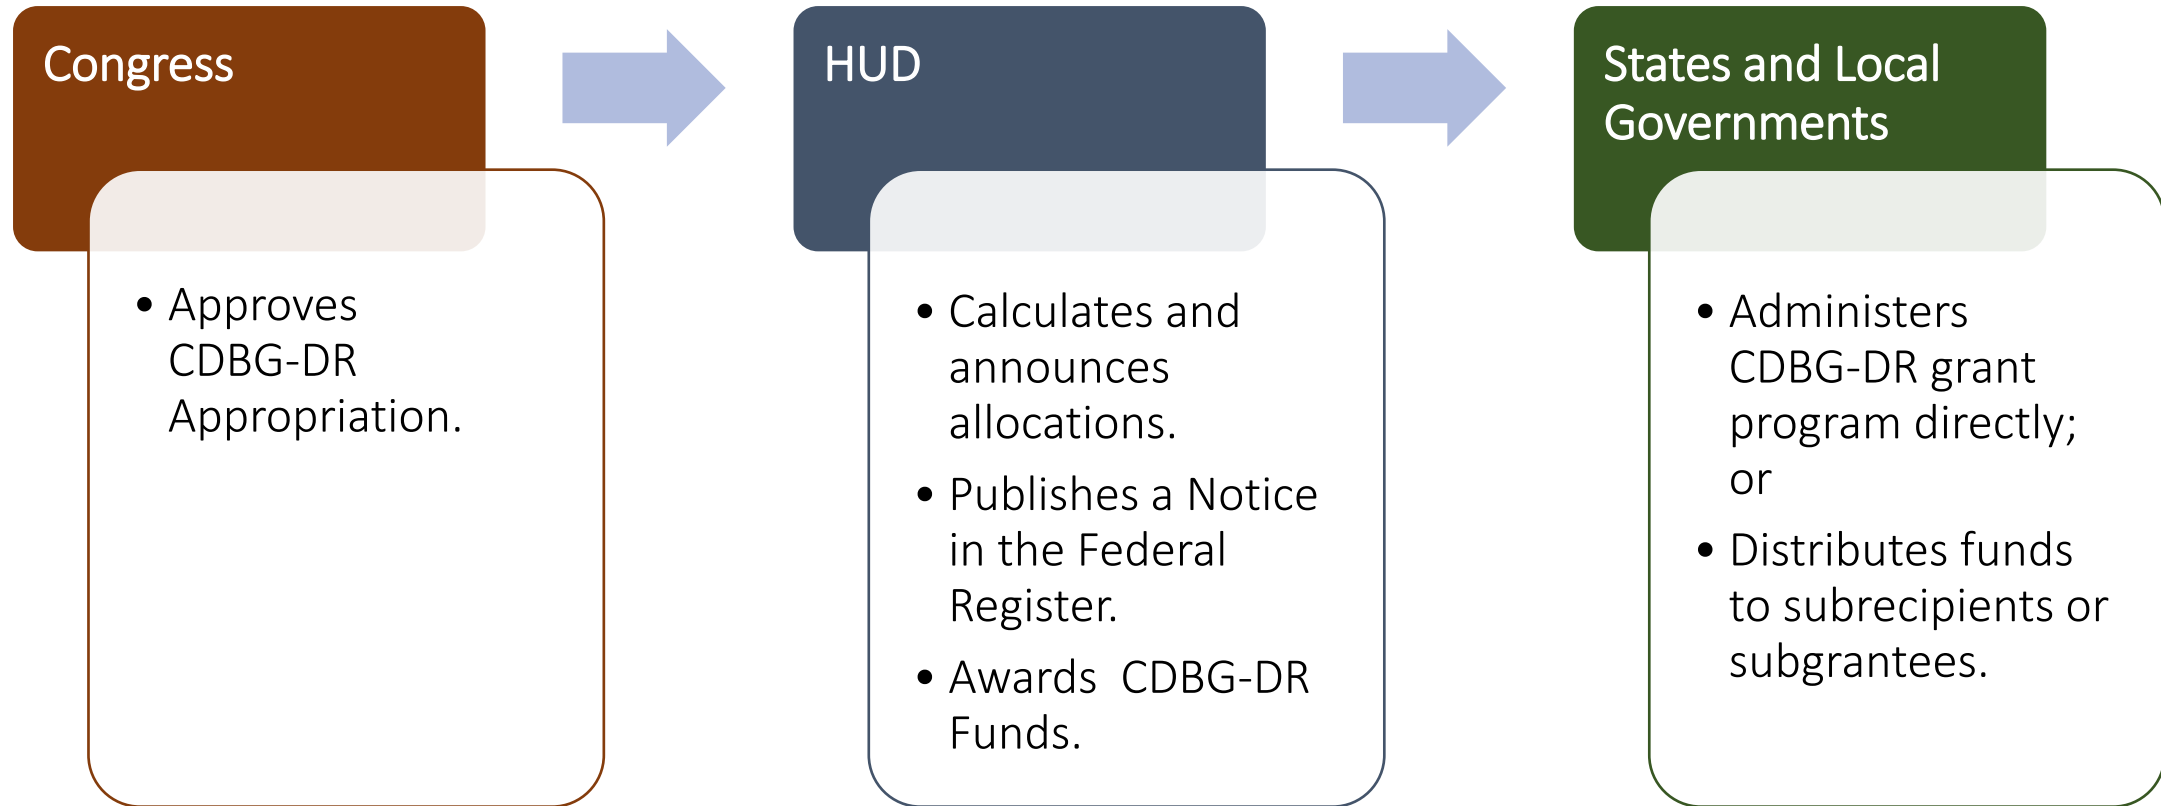 Congress
• Approves
CDBG-DR
Appropriation.
HUD
• Calculates and
announces
allocations.
• Publishes a Notice
in the Federal
Register.
• Awards  CDBG-DR
Funds.
States and Local
Governments
• Administers
CDBG-DR grant
program directly;
or
• Distributes funds
to subrecipients or
subgrantees.